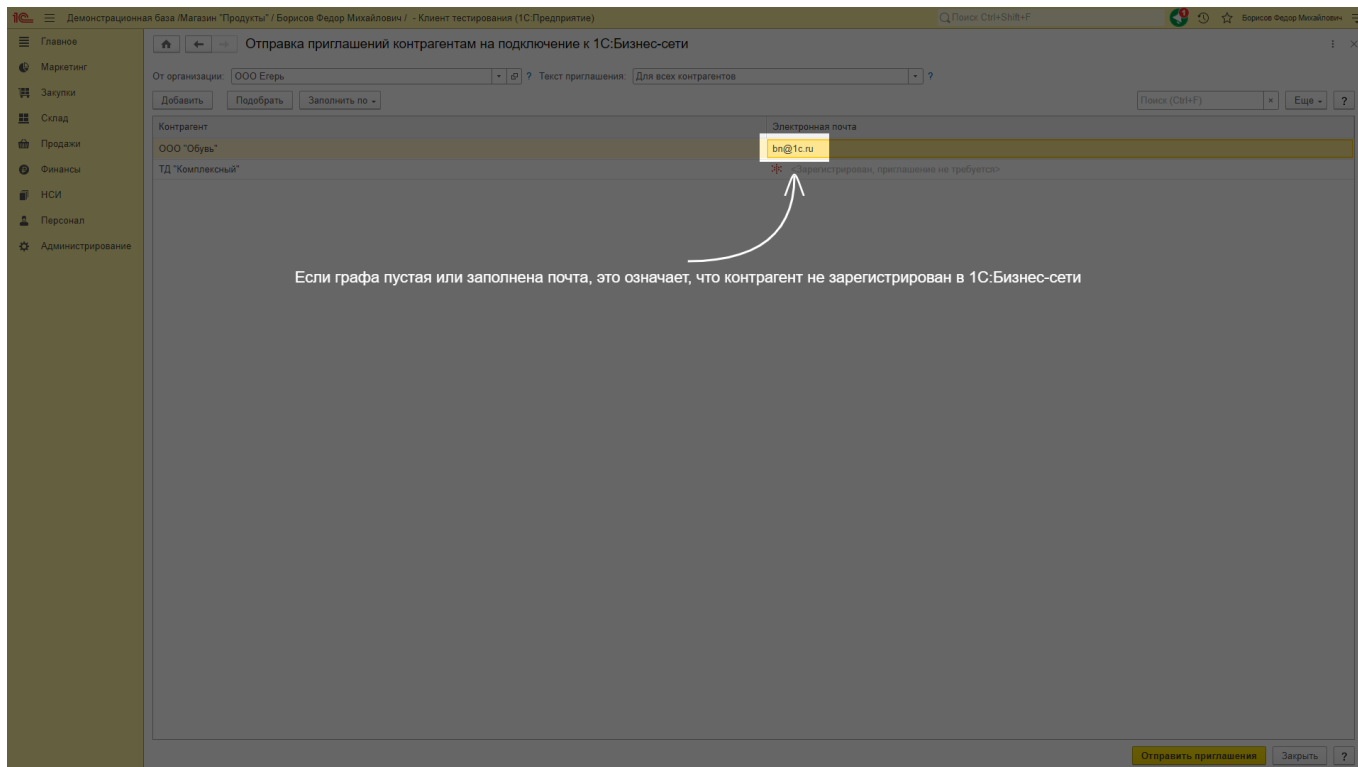 1С Демонстрационная база /Магазин "Продукты" / Борисов Федор Михайлович / - Клиент тестирования (1С:Предприятие) Поиск Ctrl+Shift+F Борисов Федор Михайлович
Главное
Маркетинг
Закупки
Склад
Продажи
Финансы
НСИ
Персонал
Администрирование
Отправка приглашений контрагентам на подключение к 1С:Бизнес-сети
От организации: ООО Егерь ? Текст приглашения: Для всех контрагентов ?
Добавить Подобрать Заполнить по Поиск (Ctrl+F) × Еще ?
Контрагент Электронная почта
ООО "Обувь" bn@1c.ru
ТД "Комплексный" <Зарегистрирован, приглашение не требуется>
Если графа пустая или заполнена почта, это означает, что контрагент не зарегистрирован в 1С:Бизнес-сети
Отправить приглашения Закрыть ?